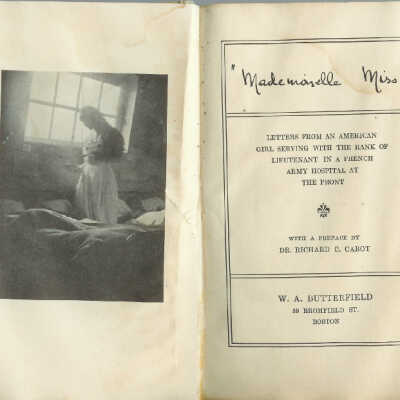 "Mademoiselle Miss
LETTERS FROM AN AMERICAN
GIRL SERVING WITH THE RANK OF
LIEUTENANT IN A FRENCH
ARMY HOSPITAL AT
THE FRONT
WITH A PREFACE BY
DR. RICHARD C. CABOT
W. A. BUTTERFIELD
59 BROMFIELD ST.
BOSTON